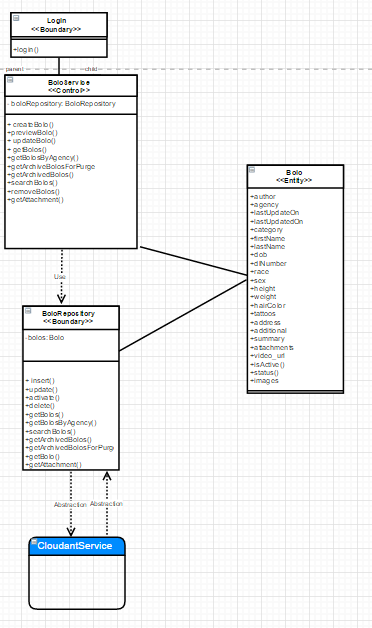 Login
<<Boundary>>
+login()
parent
child
BoloService
<<Control>>
- boloRepository: BoloRepository
+ createBolo()
+previewBolo()
+ updateBolo()
+ getBolos()
+getBolosByAgency()
+getArchiveBolosForPurge
+getArchivedBolos()
+searchBolos()
+removeBolos()
+getAttachment()
Use
Bolo
<<Entity>>
+author
+agency
+lastUpdateOn
+lastUpdatedOn
+category
+firstName
+lastName
+dob
+dlNumber
+race
+sex
+height
+weight
+hairColor
+tattoos
+address
+additional
+summary
+attachments
+video_url
+isActive()
+status()
+images
BoloRepository
<<Boundary>>
-bolos: Bolo
+ insert()
+update()
+activate()
+delete()
+getBolos()
+getBolosByAgency()
+searchBolos()
+getArchivedBolos()
+getArchivedBolosForPurg
+getBolo()
+getAttachment()
Abstraction
Abstraction
CloudantService